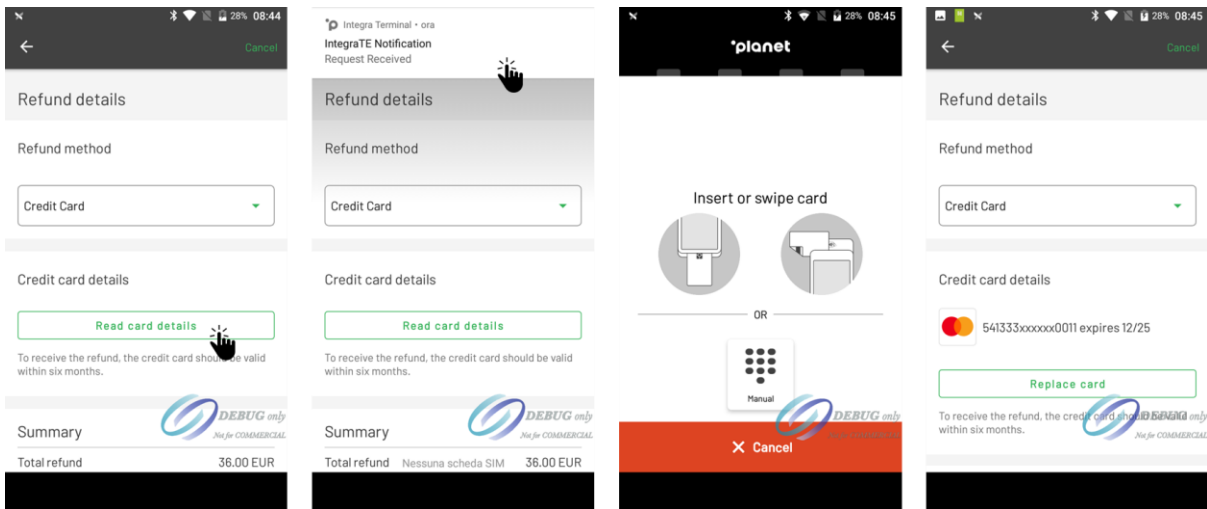 28% 08:44
Cancel
Refund details
Refund method
Credit Card
Credit card details
Read card details
To receive the refund, the credit card should be valid
within six months.
DEBUG only
Not for COMMERCIAL
Summary
Total refund 36.00 EUR
Integra Terminal • ora
IntegraTE Notification
Request Received
Refund details
Refund method
Credit Card
Credit card details
Read card details
To receive the refund, the credit card should be valid
within six months.
DEBUG only
Not for COMMERCIAL
Summary
Total refund Nessuna scheda SIM 36.00 EUR
28% 08:45
planet
Insert or swipe card
OR
Manual
DEBUG only
Not for COMMERCIAL
Cancel
28% 08:45
Cancel
Refund details
Refund method
Credit Card
Credit card details
541333xxxxxx0011 expires 12/25
Replace card
To receive the refund, the credit card should be valid
within six months.
DEBUG only
Not for COMMERCIAL